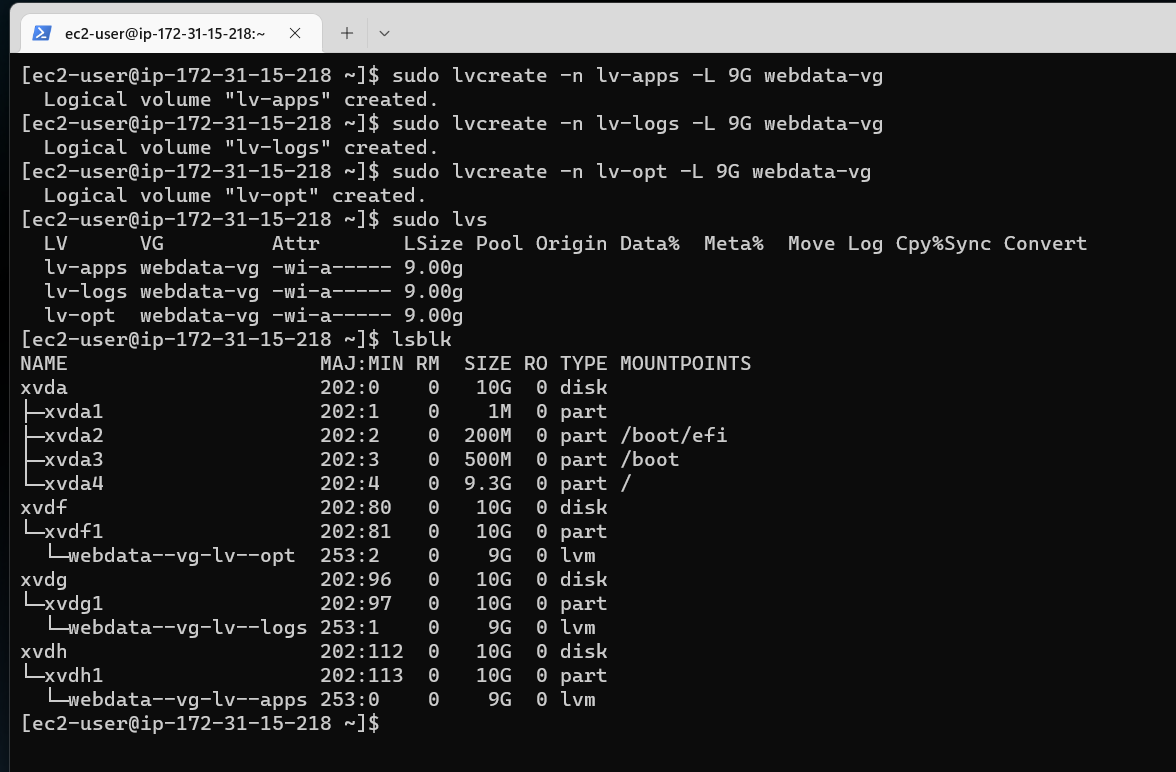 ec2-user@ip-172-31-15-218:~
[ec2-user@ip-172-31-15-218 ~]$ sudo lvcreate -n lv-apps -L 9G webdata-vg
  Logical volume "lv-apps" created.
[ec2-user@ip-172-31-15-218 ~]$ sudo lvcreate -n lv-logs -L 9G webdata-vg
  Logical volume "lv-logs" created.
[ec2-user@ip-172-31-15-218 ~]$ sudo lvcreate -n lv-opt -L 9G webdata-vg
  Logical volume "lv-opt" created.
[ec2-user@ip-172-31-15-218 ~]$ sudo lvs
  LV      VG         Attr       LSize Pool Origin Data%  Meta%  Move Log Cpy%Sync Convert
  lv-apps webdata-vg -wi-a----- 9.00g
  lv-logs webdata-vg -wi-a----- 9.00g
  lv-opt  webdata-vg -wi-a----- 9.00g
[ec2-user@ip-172-31-15-218 ~]$ lsblk
NAME                     MAJ:MIN RM  SIZE RO TYPE MOUNTPOINTS
xvda                     202:0    0   10G  0 disk
├─xvda1                  202:1    0    1M  0 part
├─xvda2                  202:2    0  200M  0 part /boot/efi
├─xvda3                  202:3    0  500M  0 part /boot
└─xvda4                  202:4    0  9.3G  0 part /
xvdf                     202:80   0   10G  0 disk
└─xvdf1                  202:81   0   10G  0 part
  └─webdata--vg-lv--opt  253:2    0    9G  0 lvm
xvdg                     202:96   0   10G  0 disk
└─xvdg1                  202:97   0   10G  0 part
  └─webdata--vg-lv--logs 253:1    0    9G  0 lvm
xvdh                     202:112  0   10G  0 disk
└─xvdh1                  202:113  0   10G  0 part
  └─webdata--vg-lv--apps 253:0    0    9G  0 lvm
[ec2-user@ip-172-31-15-218 ~]$